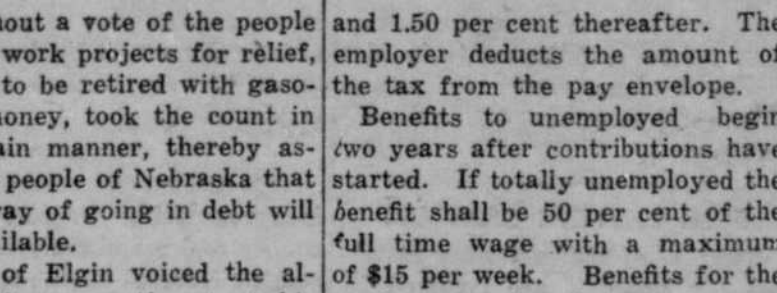 out a vote of the people
work projects for relief,
to be retired with gaso-
oney, took the count in
ain manner, thereby as-
people of Nebraska that
ay of going in debt will
ilable.
of Elgin voiced the al-
and 1.50 per cent thereafter. The
employer deducts the amount of
the tax from the pay envelope.
Benefits to unemployed begin
two years after contributions have
started. If totally unemployed the
benefit shall be 50 per cent of the
full time wage with a maximum
of $15 per week. Benefits for the